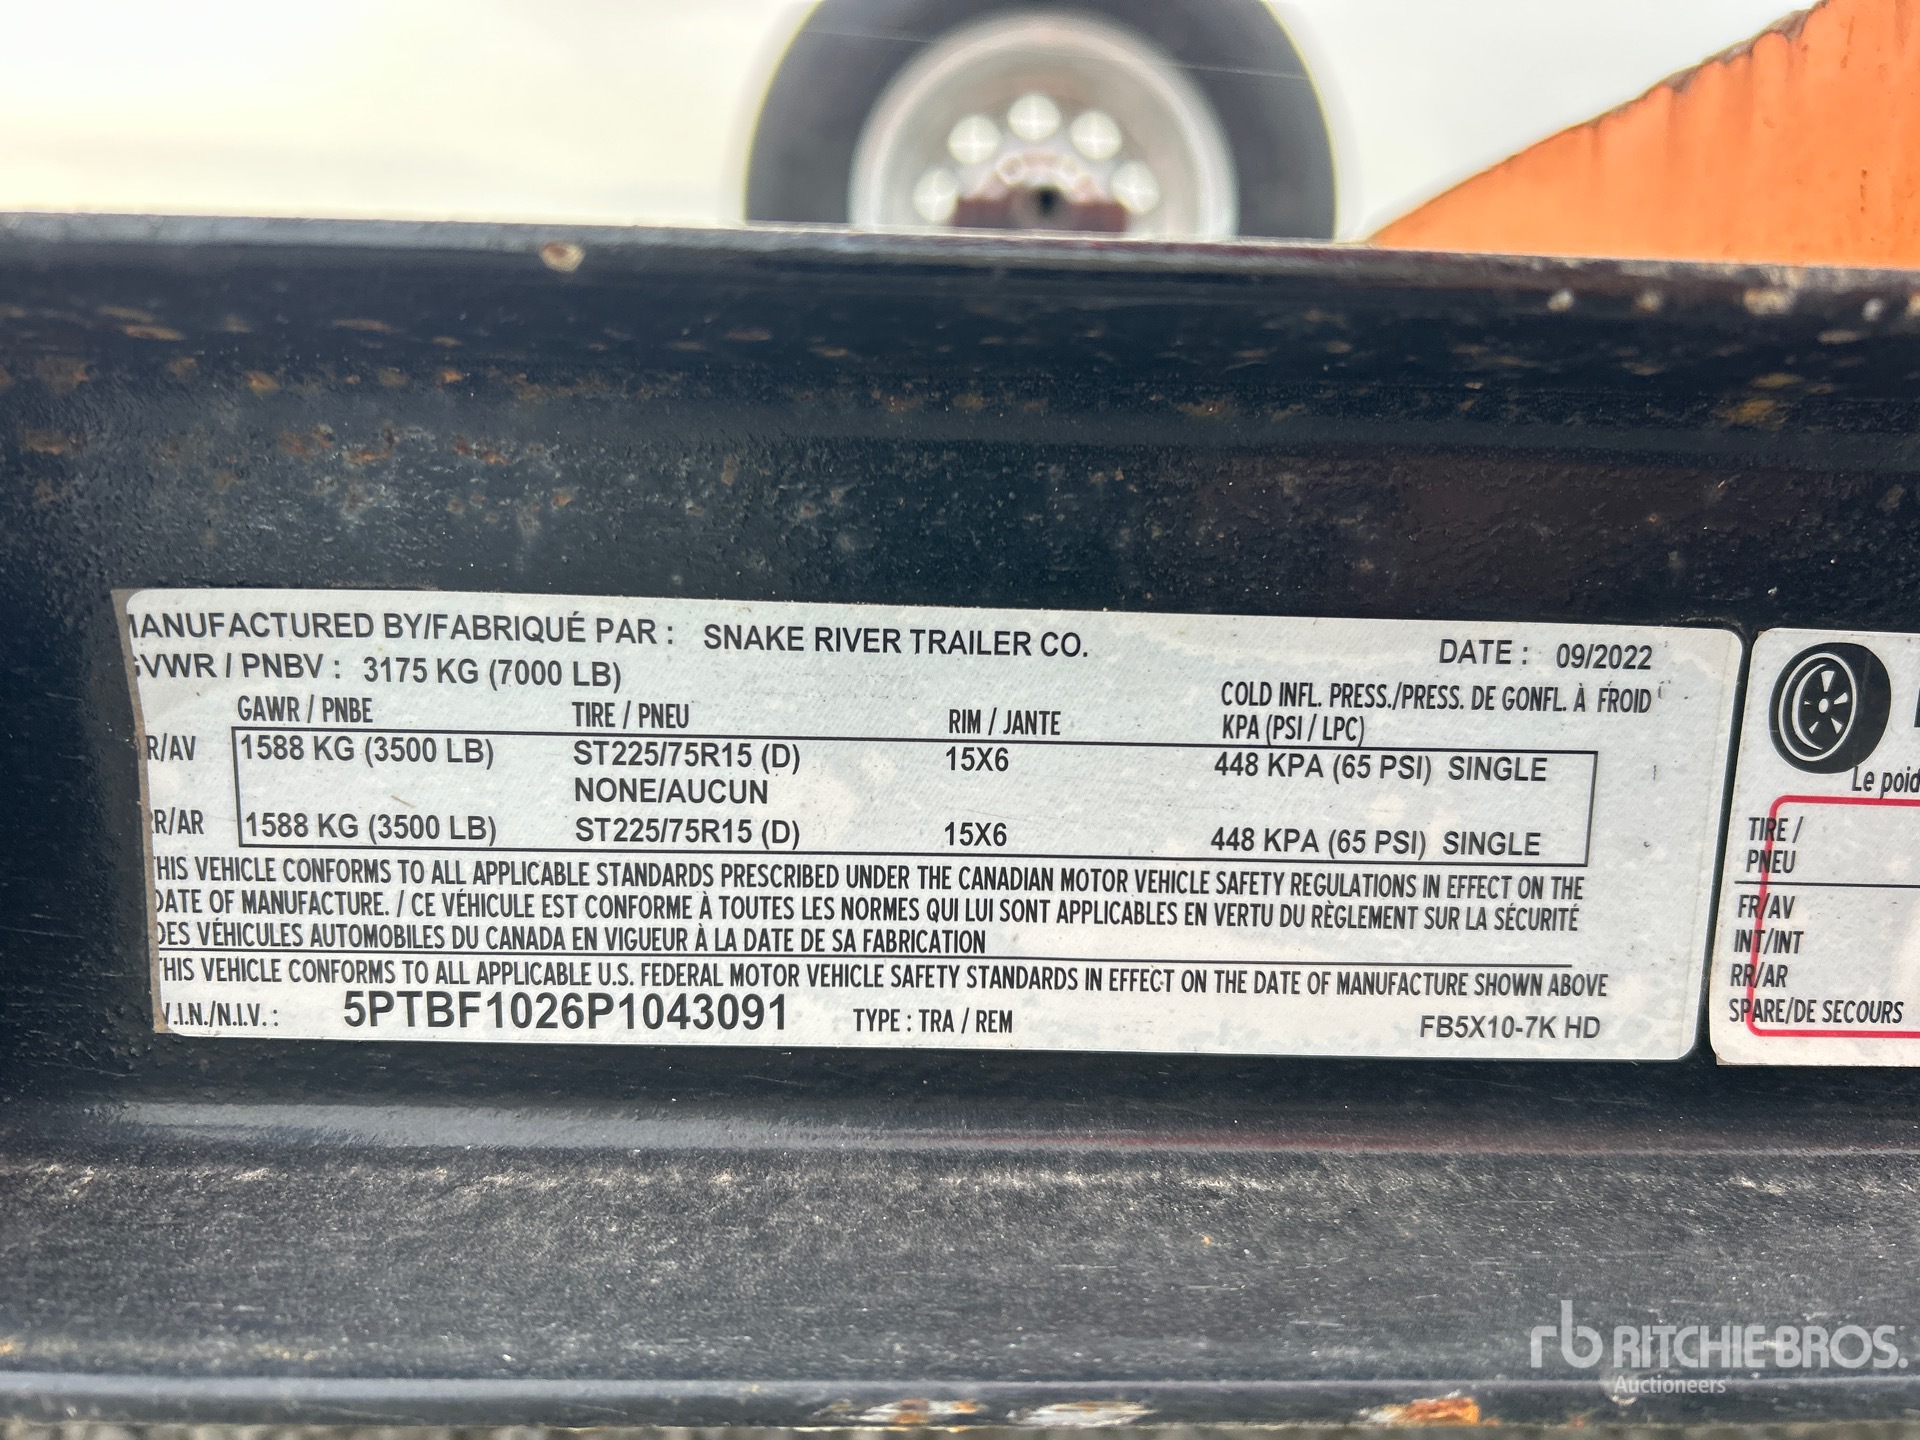 MANUFACTURED BY/FABRIQUÉ PAR : SNAKE RIVER TRAILER CO. DATE : 09/2022
GVWR / PNBV : 3175 KG (7000 LB)
GAWR / PNBE TIRE / PNEU RIM / JANTE COLD INFL. PRESS./PRESS. DE GONFL. À FROID
KPA (PSI / LPC)
R/AV 1588 KG (3500 LB) ST225/75R15 (D) 15X6 448 KPA (65 PSI) SINGLE
NONE/AUCUN
RR/AR 1588 KG (3500 LB) ST225/75R15 (D) 15X6 448 KPA (65 PSI) SINGLE
THIS VEHICLE CONFORMS TO ALL APPLICABLE STANDARDS PRESCRIBED UNDER THE CANADIAN MOTOR VEHICLE SAFETY REGULATIONS IN EFFECT ON THE
DATE OF MANUFACTURE. / CE VÉHICULE EST CONFORME À TOUTES LES NORMES QUI LUI SONT APPLICABLES EN VERTU DU RÈGLEMENT SUR LA SÉCURITÉ
DES VÉHICULES AUTOMOBILES DU CANADA EN VIGUEUR À LA DATE DE SA FABRICATION
THIS VEHICLE CONFORMS TO ALL APPLICABLE U.S. FEDERAL MOTOR VEHICLE SAFETY STANDARDS IN EFFECT ON THE DATE OF MANUFACTURE SHOWN ABOVE
V.I.N./N.I.V. : 5PTBF1026P1043091 TYPE : TRA / REM FB5X10-7K HD
Le poid
TIRE /
PNEU
FR/AV
INT/INT
RR/AR
SPARE/DE SECOURS
rb RITCHIE BROS.
Auctioneers